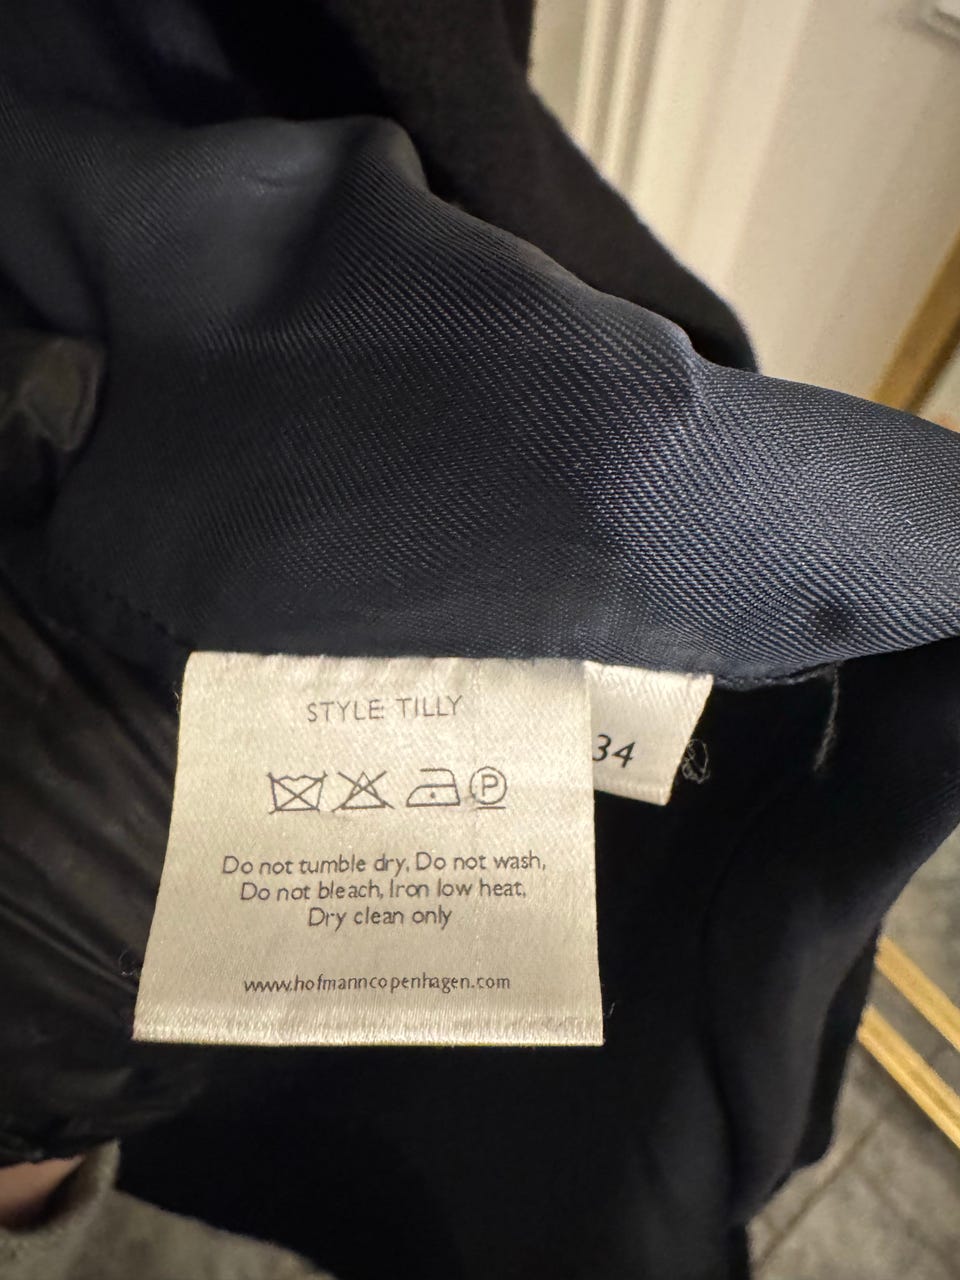 STYLE TILLY
34
P
Do not tumble dry, Do not wash,
Do not bleach, Iron low heat,
Dry clean only
www.hofmanncopenhagen.com